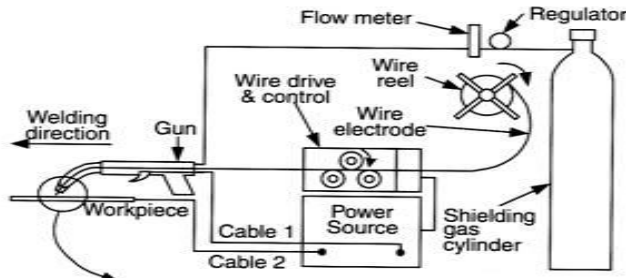 Flow meter
Regulator
Wire drive
& control
Wire
reel
Welding
direction
Gun
Wire
electrode
Workpiece
Cable 1
Cable 2
Power
Source
Shielding
gas
cylinder